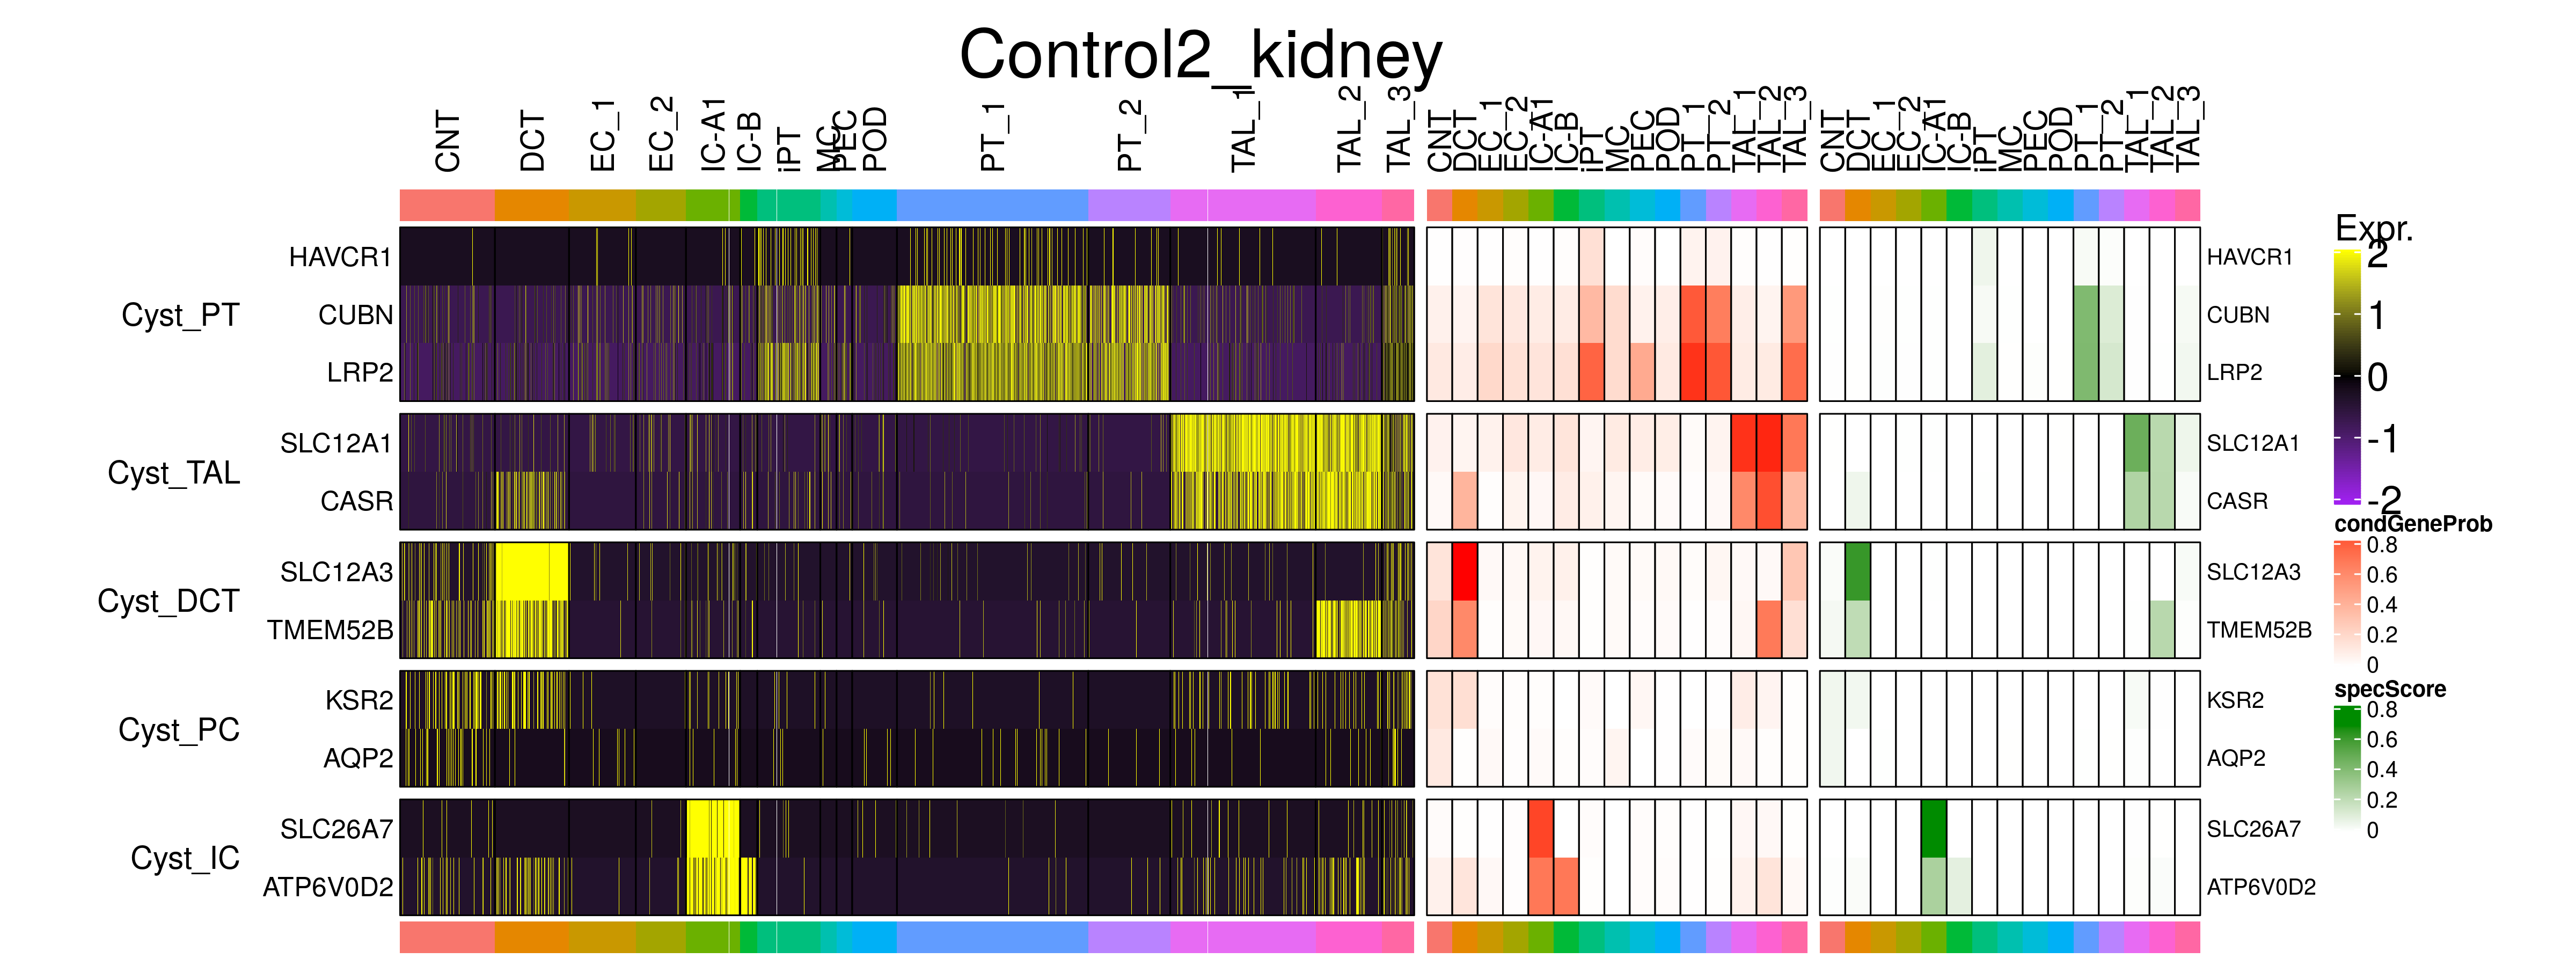 Control2_kidney
CNT DCT EC_1 EC_2 IC-A1 IC-B iPT MC PEC POD PT_1 PT_2 TAL_1 TAL_2 TAL_3
CNT DCT EC_1 EC_2 IC-A1 IC-B iPT MC PEC POD PT_1 PT_2 TAL_1 TAL_2 TAL_3
CNT DCT EC_1 EC_2 IC-A1 IC-B iPT MC PEC POD PT_1 PT_2 TAL_1 TAL_2 TAL_3
Cyst_PT
HAVCR1
CUBN
LRP2
Cyst_TAL
SLC12A1
CASR
Cyst_DCT
SLC12A3
TMEM52B
Cyst_PC
KSR2
AQP2
Cyst_IC
SLC26A7
ATP6V0D2
HAVCR1
CUBN
LRP2
SLC12A1
CASR
SLC12A3
TMEM52B
KSR2
AQP2
SLC26A7
ATP6V0D2
Expr.
2
1
0
-1
-2
condGeneProb
0.8
0.6
0.4
0.2
0
specScore
0.8
0.6
0.4
0.2
0